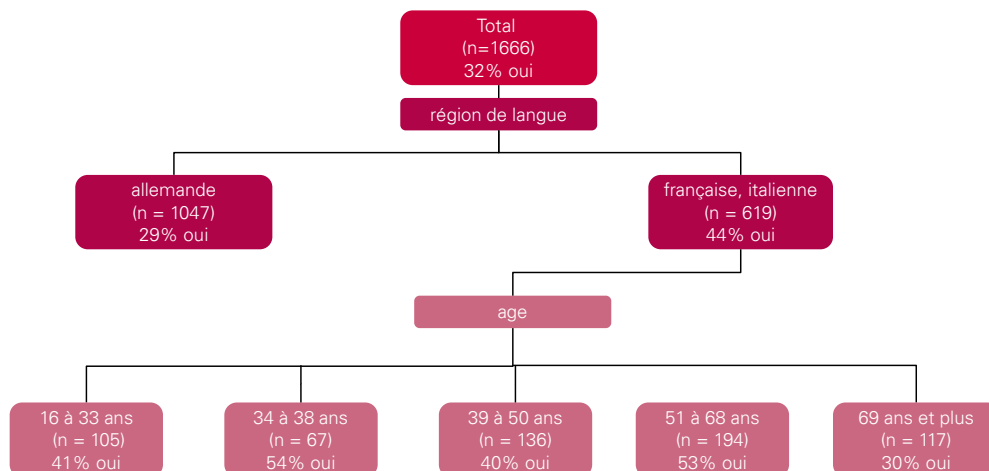 Total
(n=1666)
32% oui
région de langue
allemande
(n = 1047)
29% oui
française, italienne
(n = 619)
44% oui
age
16 à 33 ans
(n = 105)
41% oui
34 à 38 ans
(n = 67)
54% oui
39 à 50 ans
(n = 136)
40% oui
51 à 68 ans
(n = 194)
53% oui
69 ans et plus
(n = 117)
30% oui